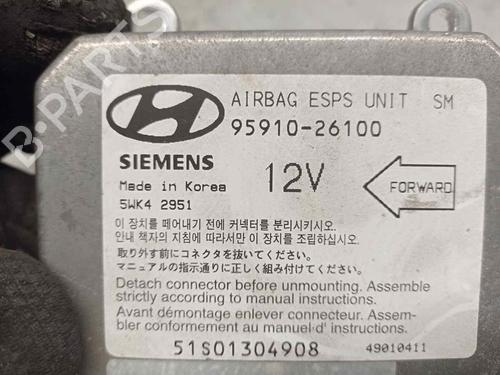 AIRBAG ESPS UNIT SM
95910-26100
SIEMENS
Made in Korea
5WK4 2951
12V
FORWARD
이 장치를 떼어내기 전에 커넥터를 분리시키시오.
안내 책자의 지침에 따라서만 이 장치를 조립하십시오.
取り外す前にコネクタを抜いてください。
マニュアルの指示通りに正しく組み付けてください。
Detach connector before unmounting. Assemble
strictly according to manual instructions.
Avant démontage enlever connecteur. Assem-
bler conformément au manuel d' instructions.
51S01304908
49010411
B-PARTS